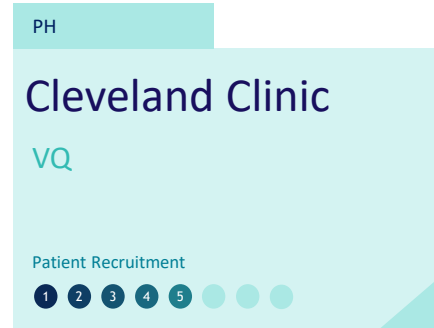 PH
Cleveland Clinic
VQ
Patient Recruitment
1 2 3 4 5